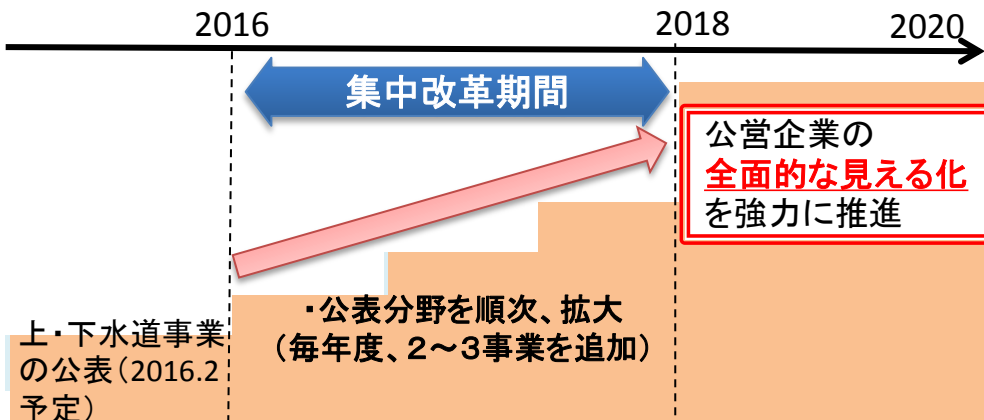 2016
2018
2020
集中改革期間
公営企業の
全面的な見える化
を強力に推進
・公表分野を順次、拡大
（毎年度、２～３事業を追加）
上・下水道事業
の公表（2016.2
予定）